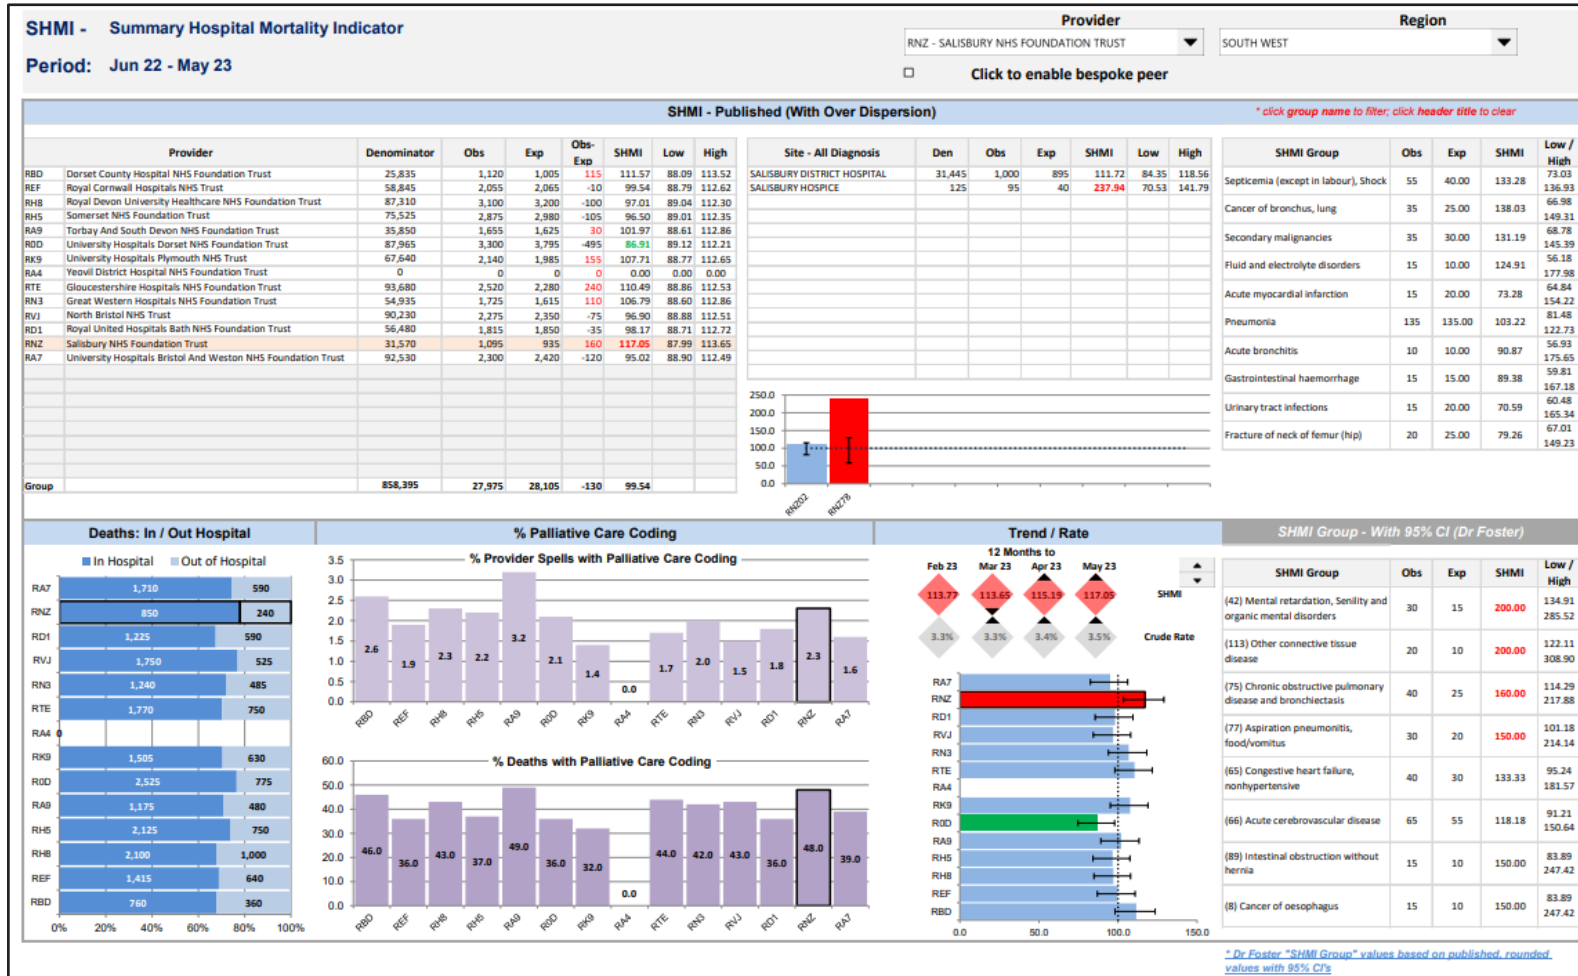 SHMI - Summary Hospital Mortality Indicator
Period: Jun 22 - May 23
Provider
RNZ - SALISBURY NHS FOUNDATION TRUST
Region
SOUTH WEST
Click to enable bespoke peer
SHMI - Published (With Over Dispersion)
* click group name to filter; click header title to clear
Provider Denominator Obs Exp Obs-Exp SHMI Low High
RBD Dorset County Hospital NHS Foundation Trust 25,835 1,120 1,005 115 111.57 88.09 113.52
REF Royal Cornwall Hospitals NHS Trust 58,845 2,055 2,065 -10 99.54 88.79 112.62
RH8 Royal Devon University Healthcare NHS Foundation Trust 87,310 3,100 3,200 -100 97.01 89.04 112.30
RH5 Somerset NHS Foundation Trust 75,525 2,875 2,980 -105 96.50 89.01 112.35
RA9 Torbay And South Devon NHS Foundation Trust 35,850 1,655 1,625 30 101.97 88.61 112.86
R0D University Hospitals Dorset NHS Foundation Trust 87,965 3,300 3,795 -495 86.91 89.12 112.21
RK9 University Hospitals Plymouth NHS Trust 67,640 2,140 1,985 155 107.71 88.77 112.65
RA4 Yeovil District Hospital NHS Foundation Trust 0 0 0 0 0.00 0.00 0.00
RTE Gloucestershire Hospitals NHS Foundation Trust 93,680 2,520 2,280 240 110.49 88.86 112.53
RN3 Great Western Hospitals NHS Foundation Trust 54,935 1,725 1,615 110 106.79 88.60 112.86
RVJ North Bristol NHS Trust 90,230 2,275 2,350 -75 96.90 88.88 112.51
RD1 Royal United Hospitals Bath NHS Foundation Trust 56,480 1,815 1,850 -35 98.17 88.71 112.72
RNZ Salisbury NHS Foundation Trust 31,570 1,095 935 160 117.05 87.99 113.65
RA7 University Hospitals Bristol And Weston NHS Foundation Trust 92,530 2,300 2,420 -120 95.02 88.90 112.49
Group 858,395 27,975 28,105 -130 99.54
Site - All Diagnosis Den Obs Exp SHMI Low High
SALISBURY DISTRICT HOSPITAL 31,445 1,000 895 111.72 84.35 118.56
SALISBURY HOSPICE 125 95 40 237.94 70.53 141.79
250.0
200.0
150.0
100.0
50.0
0.0
RNZ02 RNZ78
SHMI Group Obs Exp SHMI Low / High
Septicemia (except in labour), Shock 55 40.00 133.28 73.03 136.93
Cancer of bronchus, lung 35 25.00 138.03 66.98 149.31
Secondary malignancies 35 30.00 131.19 68.78 145.39
Fluid and electrolyte disorders 15 10.00 124.91 56.18 177.98
Acute myocardial infarction 15 20.00 73.28 64.84 154.22
Pneumonia 135 135.00 103.22 81.48 122.73
Acute bronchitis 10 10.00 90.87 56.93 175.65
Gastrointestinal haemorrhage 15 15.00 89.38 59.81 167.18
Urinary tract infections 15 20.00 70.59 60.48 165.34
Fracture of neck of femur (hip) 20 25.00 79.26 67.01 149.23
Deaths: In / Out Hospital
In Hospital Out of Hospital
RA7 1,710 590
RNZ 850 240
RD1 1,225 590
RVJ 1,750 525
RN3 1,240 485
RTE 1,770 750
RA4 0
RK9 1,505 630
R0D 2,525 775
RA9 1,175 480
RH5 2,125 750
RH8 2,100 1,000
REF 1,415 640
RBD 760 360
0% 20% 40% 60% 80% 100%
% Palliative Care Coding
% Provider Spells with Palliative Care Coding
3.5
3.0
2.5
2.0
1.5
1.0
0.5
0.0
2.6 1.9 2.3 2.2 3.2 2.1 1.4 0.0 1.7 2.0 1.5 1.8 2.3 1.6
RBD REF RH8 RH5 RA9 R0D RK9 RA4 RTE RN3 RVJ RD1 RNZ RA7
% Deaths with Palliative Care Coding
60.0
50.0
40.0
30.0
20.0
10.0
0.0
46.0 36.0 43.0 37.0 49.0 36.0 32.0 0.0 44.0 42.0 43.0 36.0 48.0 39.0
RBD REF RH8 RH5 RA9 R0D RK9 RA4 RTE RN3 RVJ RD1 RNZ RA7
Trend / Rate
12 Months to
Feb 23 Mar 23 Apr 23 May 23
113.77 113.65 115.19 117.05 SHMI
3.3% 3.3% 3.4% 3.5% Crude Rate
RA7
RNZ
RD1
RVJ
RN3
RTE
RA4
RK9
R0D
RA9
RH5
RH8
REF
RBD
0.0 50.0 100.0 150.0
SHMI Group - With 95% CI (Dr Foster)
SHMI Group Obs Exp SHMI Low / High
(42) Mental retardation, Senility and organic mental disorders 30 15 200.00 134.91 285.52
(113) Other connective tissue disease 20 10 200.00 122.11 308.90
(75) Chronic obstructive pulmonary disease and bronchiectasis 40 25 160.00 114.29 217.88
(77) Aspiration pneumonitis, food/vomitus 30 20 150.00 101.18 214.14
(65) Congestive heart failure, nonhypertensive 40 30 133.33 95.24 181.57
(66) Acute cerebrovascular disease 65 55 118.18 91.21 150.64
(89) Intestinal obstruction without hernia 15 10 150.00 83.89 247.42
(8) Cancer of oesophagus 15 10 150.00 83.89 247.42
* Dr Foster "SHMI Group" values based on published, rounded
values with 95% CI's